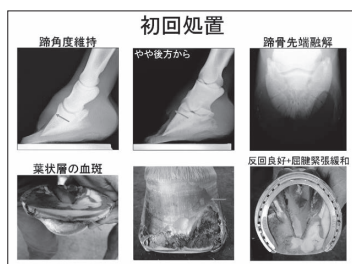 初回処置
蹄角度維持
やや後方から
蹄骨先端融解
葉状層の血斑
反回良好+屈腱緊張緩和